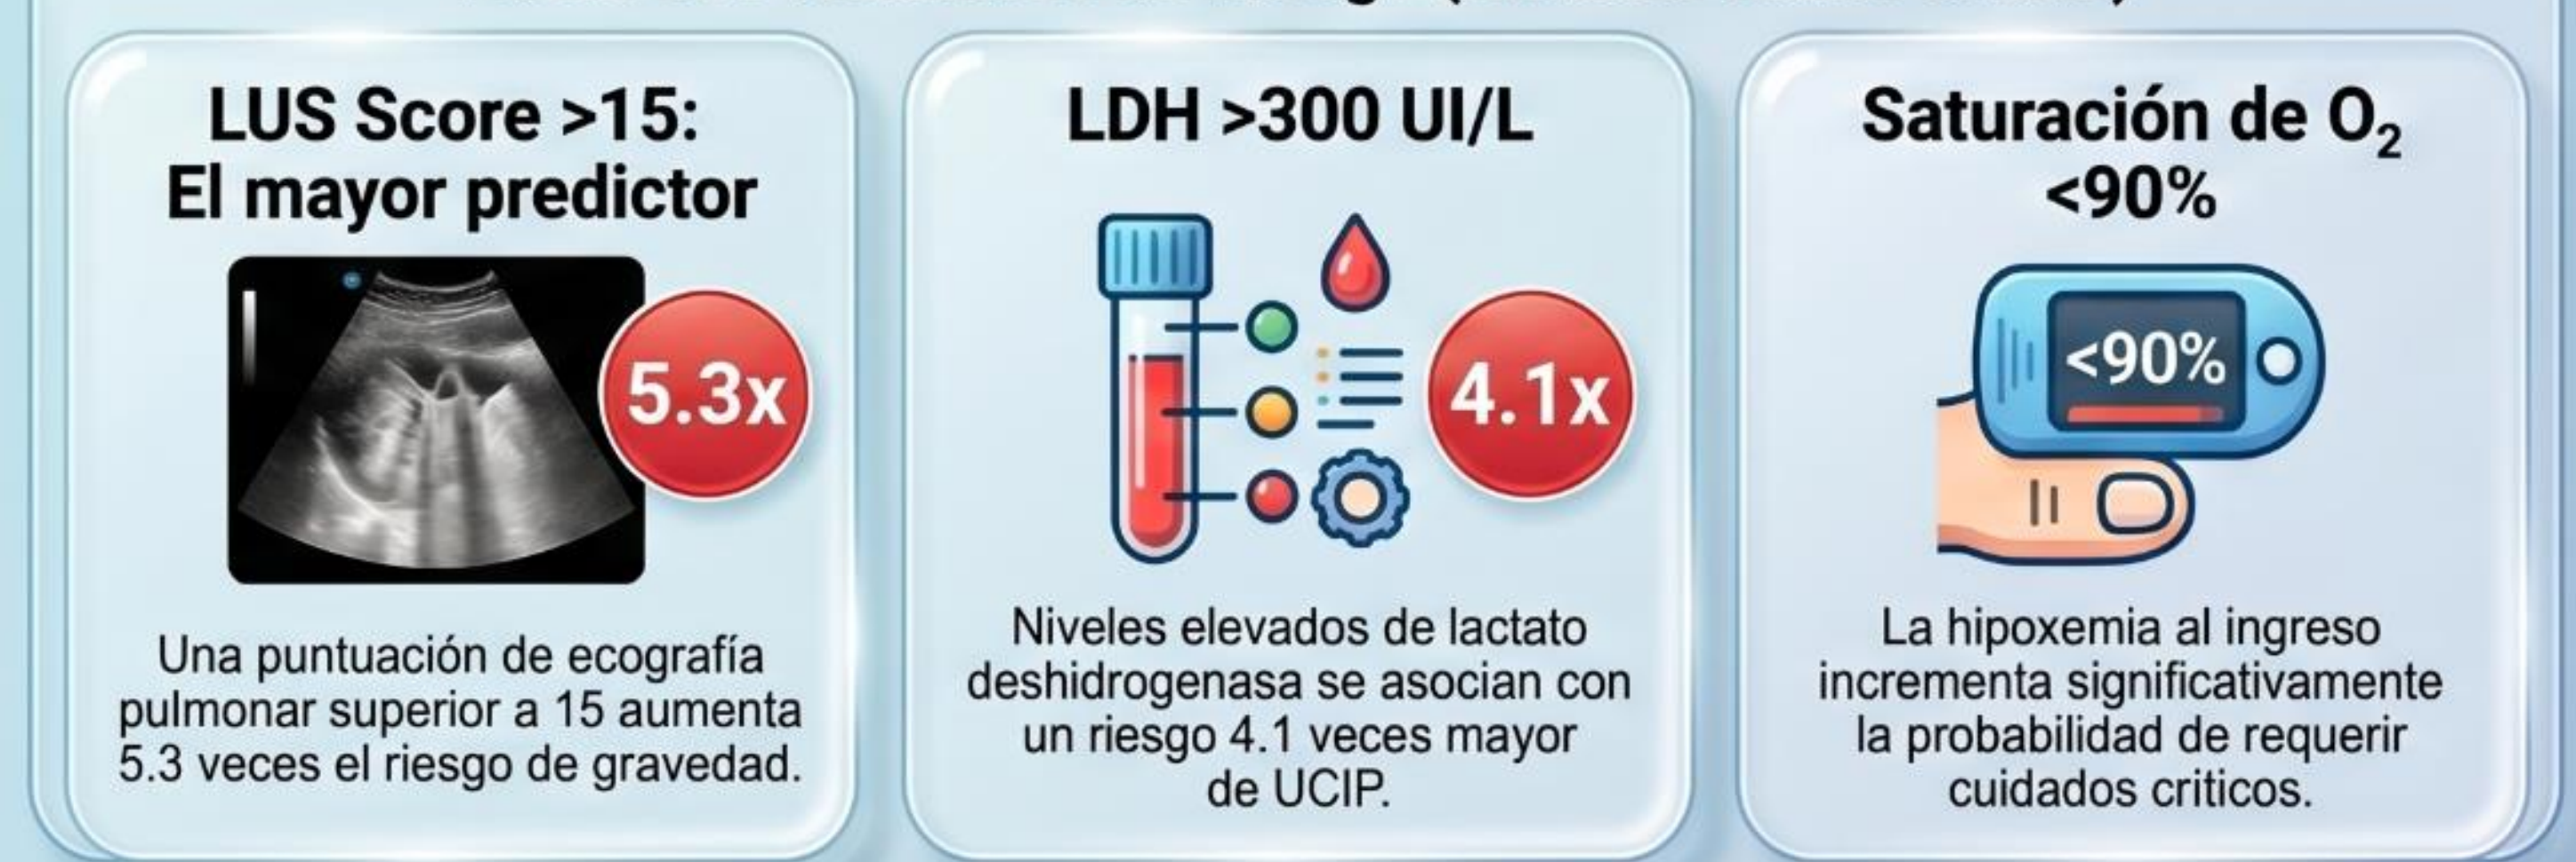 LUS Score >15:
El mayor predictor
5.3x
Una puntuación de ecografía
pulmonar superior a 15 aumenta
5.3 veces el riesgo de gravedad.
LDH >300 UI/L
4.1x
Niveles elevados de lactato
deshidrogenasa se asocian con
un riesgo 4.1 veces mayor
de UCIP.
Saturación de O₂
<90%
<90%
La hipoxemia al ingreso
incrementa significativamente
la probabilidad de requerir
cuidados criticos.